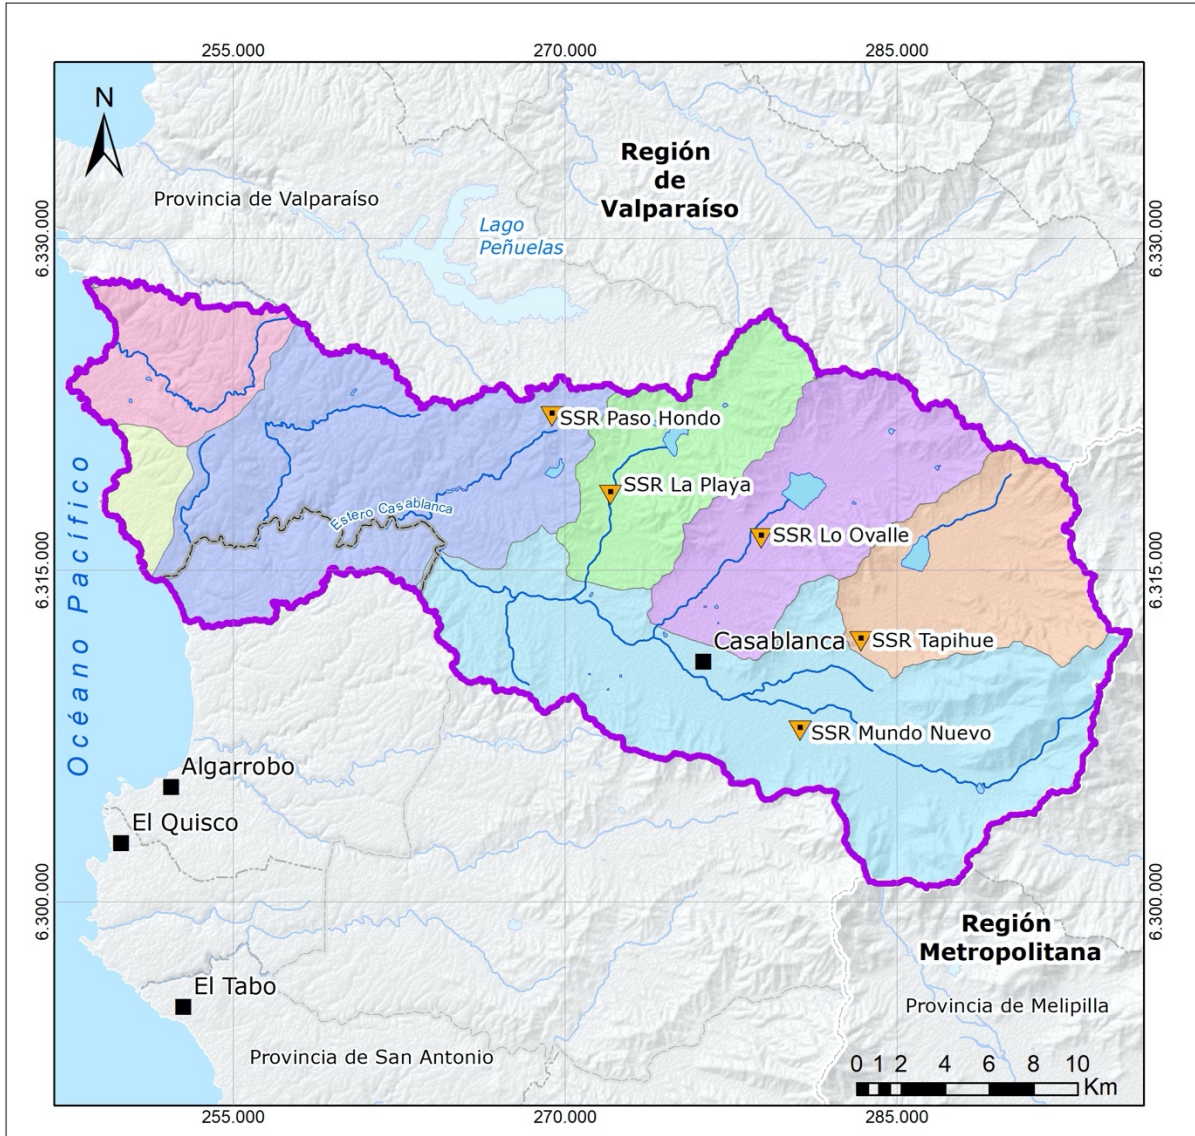 255.000
270.000
285.000
N
Región
de
Valparaíso
Provincia de Valparaíso
Lago
Peñuelas
6.330.000
6.330.000
SSR Paso Hondo
SSR La Playa
Estero Casablanca
SSR Lo Ovalle
6.315.000
6.315.000
Océano Pacífico
Casablanca
SSR Tapihue
SSR Mundo Nuevo
Algarrobo
El Quisco
6.300.000
6.300.000
Región
Metropolitana
El Tabo
Provincia de Melipilla
Provincia de San Antonio
0 1 2 4 6 8 10
Km
255.000
270.000
285.000